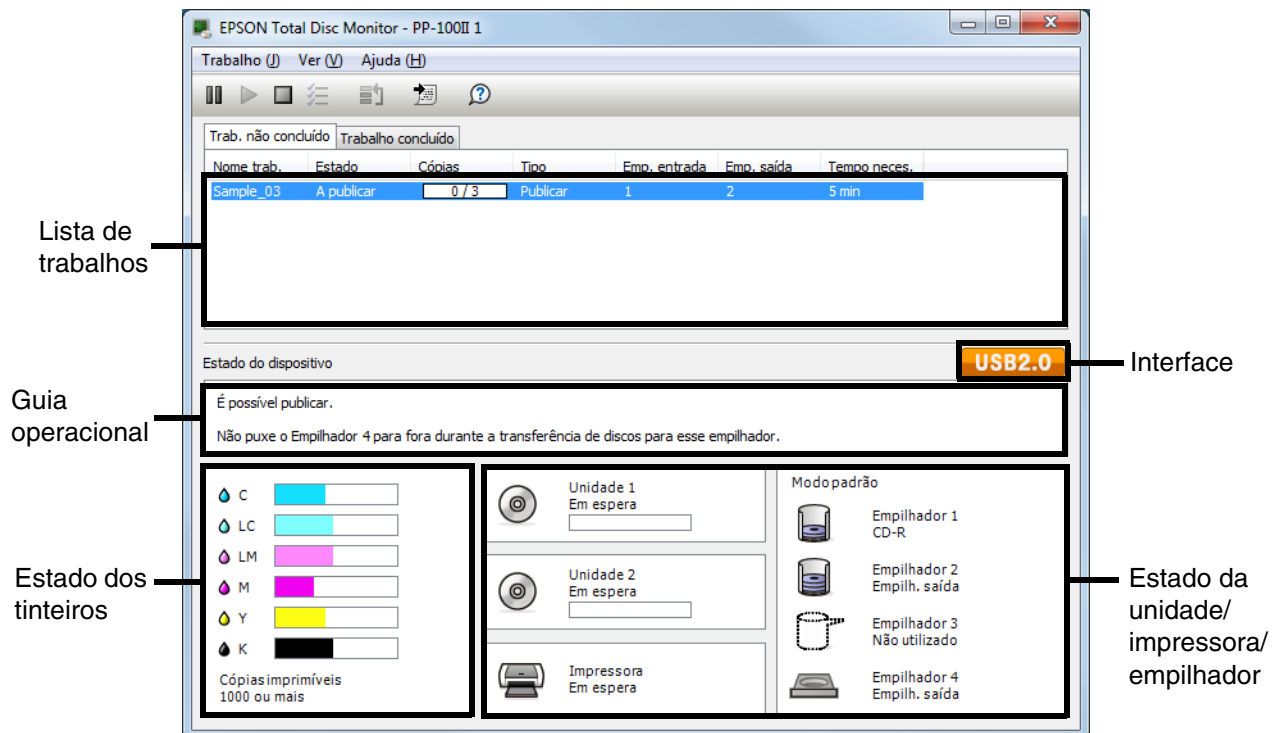 EPSON Total Disc Monitor - PP-100II 1
Trabalho (J) Ver (V) Ajuda (H)
Trab. não concluído Trabalho concluído
Nome trab. Estado Cópias Tipo Emp. entrada Emp. saída Tempo neces.
Sample_03 A publicar 0 / 3 Publicar 1 2 5 min
Lista de
trabalhos
Estado do dispositivo
USB2.0
Interface
Guia
operacional
É possível publicar.
Não puxe o Empilhador 4 para fora durante a transferência de discos para esse empilhador.
Estado dos
tinteiros
C
LC
LM
M
Y
K
Cópias imprimíveis
1000 ou mais
Unidade 1
Em espera
Unidade 2
Em espera
Impressora
Em espera
Modo padrão
Empilhador 1
CD-R
Empilhador 2
Empilh. saída
Empilhador 3
Não utilizado
Empilhador 4
Empilh. saída
Estado da
unidade/
impressora/
empilhador